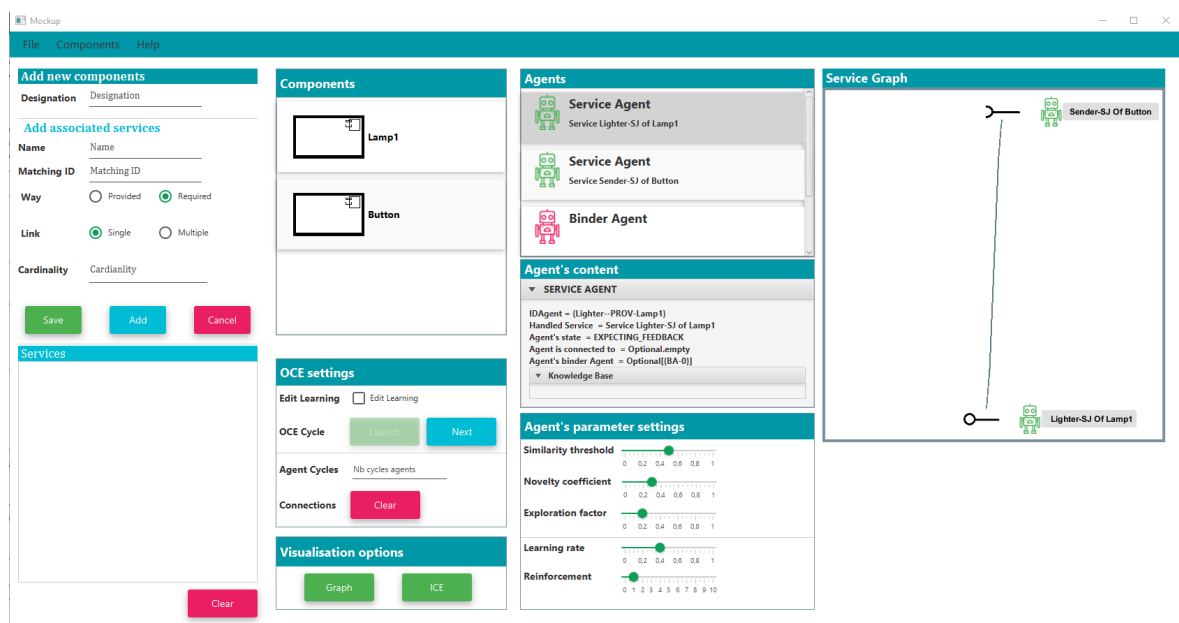 Mockup
File Components Help
Add new components
Designation Designation
Add associated services
Name Name
Matching ID Matching ID
Way Provided Required
Link Single Multiple
Cardinality Cardianlity
Save Add Cancel
Services
Clear
Components
Lamp1
Button
OCE settings
Edit Learning Edit Learning
OCE Cycle Launch Next
Agent Cycles Nb cycles agents
Connections Clear
Visualisation options
Graph ICE
Agents
Service Agent
Service Lighter-SJ of Lamp1
Service Agent
Service Sender-SJ of Button
Binder Agent
Agent's content
SERVICE AGENT
IDAgent = (Lighter--PROV-Lamp1)
Handled Service = Service Lighter-SJ of Lamp1
Agent's state = EXPECTING_FEEDBACK
Agent is connected to = Optional.empty
Agent's binder Agent = Optional[(BA-0)]
Knowledge Base
Agent's parameter settings
Similarity threshold
0 0,2 0,4 0,6 0,8 1
Novelty coefficient
0 0,2 0,4 0,6 0,8 1
Exploration factor
0 0,2 0,4 0,6 0,8 1
Learning rate
0 0,2 0,4 0,6 0,8 1
Reinforcement
0 1 2 3 4 5 6 7 8 9 10
Service Graph
Sender-SJ Of Button
Lighter-SJ Of Lamp1